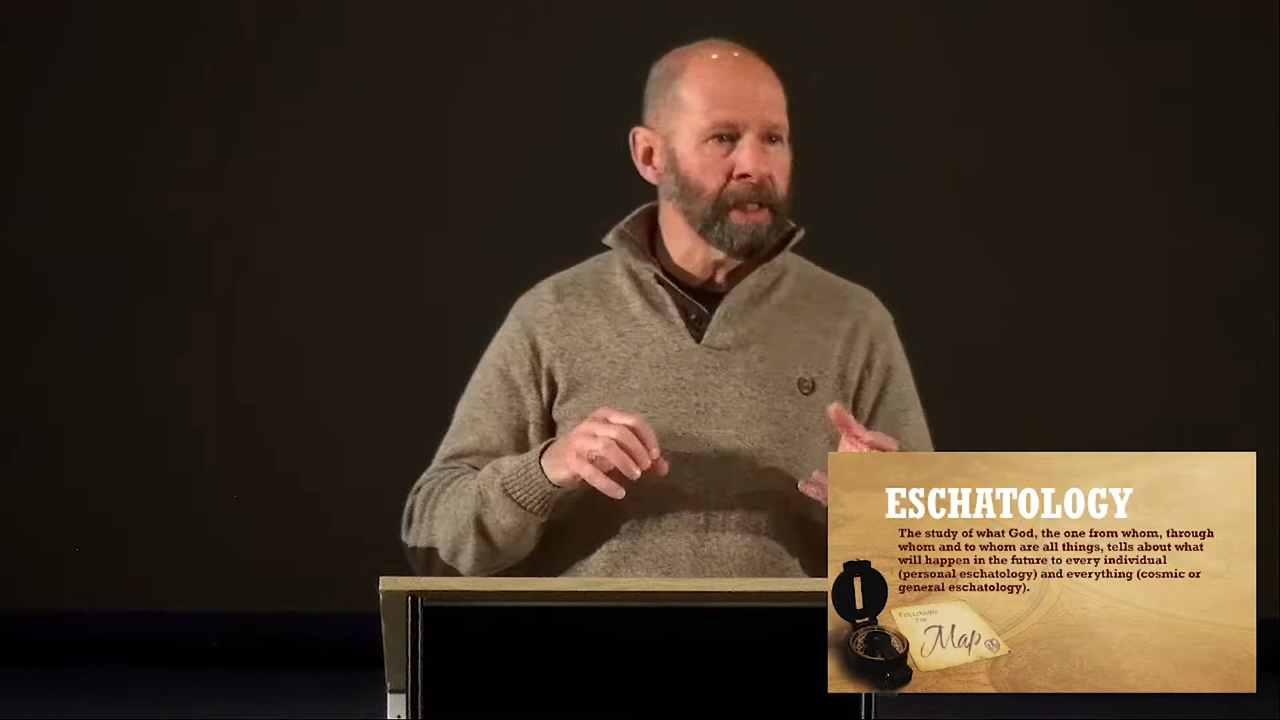 ESCHATOLOGY
The study of what God, the one from whom, through
whom and to whom are all things, tells about what
will happen in the future to every individual
(personal eschatology) and everything (cosmic or
general eschatology).
FOLLOWING
THE
Map